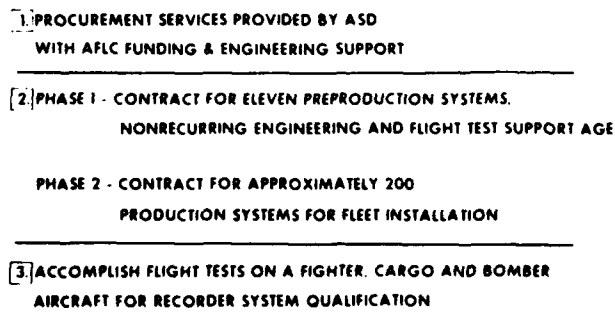 1. PROCUREMENT SERVICES PROVIDED BY ASD
WITH AFLC FUNDING & ENGINEERING SUPPORT
2. PHASE 1 - CONTRACT FOR ELEVEN PREPRODUCTION SYSTEMS,
NONRECURRING ENGINEERING AND FLIGHT TEST SUPPORT AGE
PHASE 2 - CONTRACT FOR APPROXIMATELY 200
PRODUCTION SYSTEMS FOR FLEET INSTALLATION
3. ACCOMPLISH FLIGHT TESTS ON A FIGHTER, CARGO AND BOMBER
AIRCRAFT FOR RECORDER SYSTEM QUALIFICATION